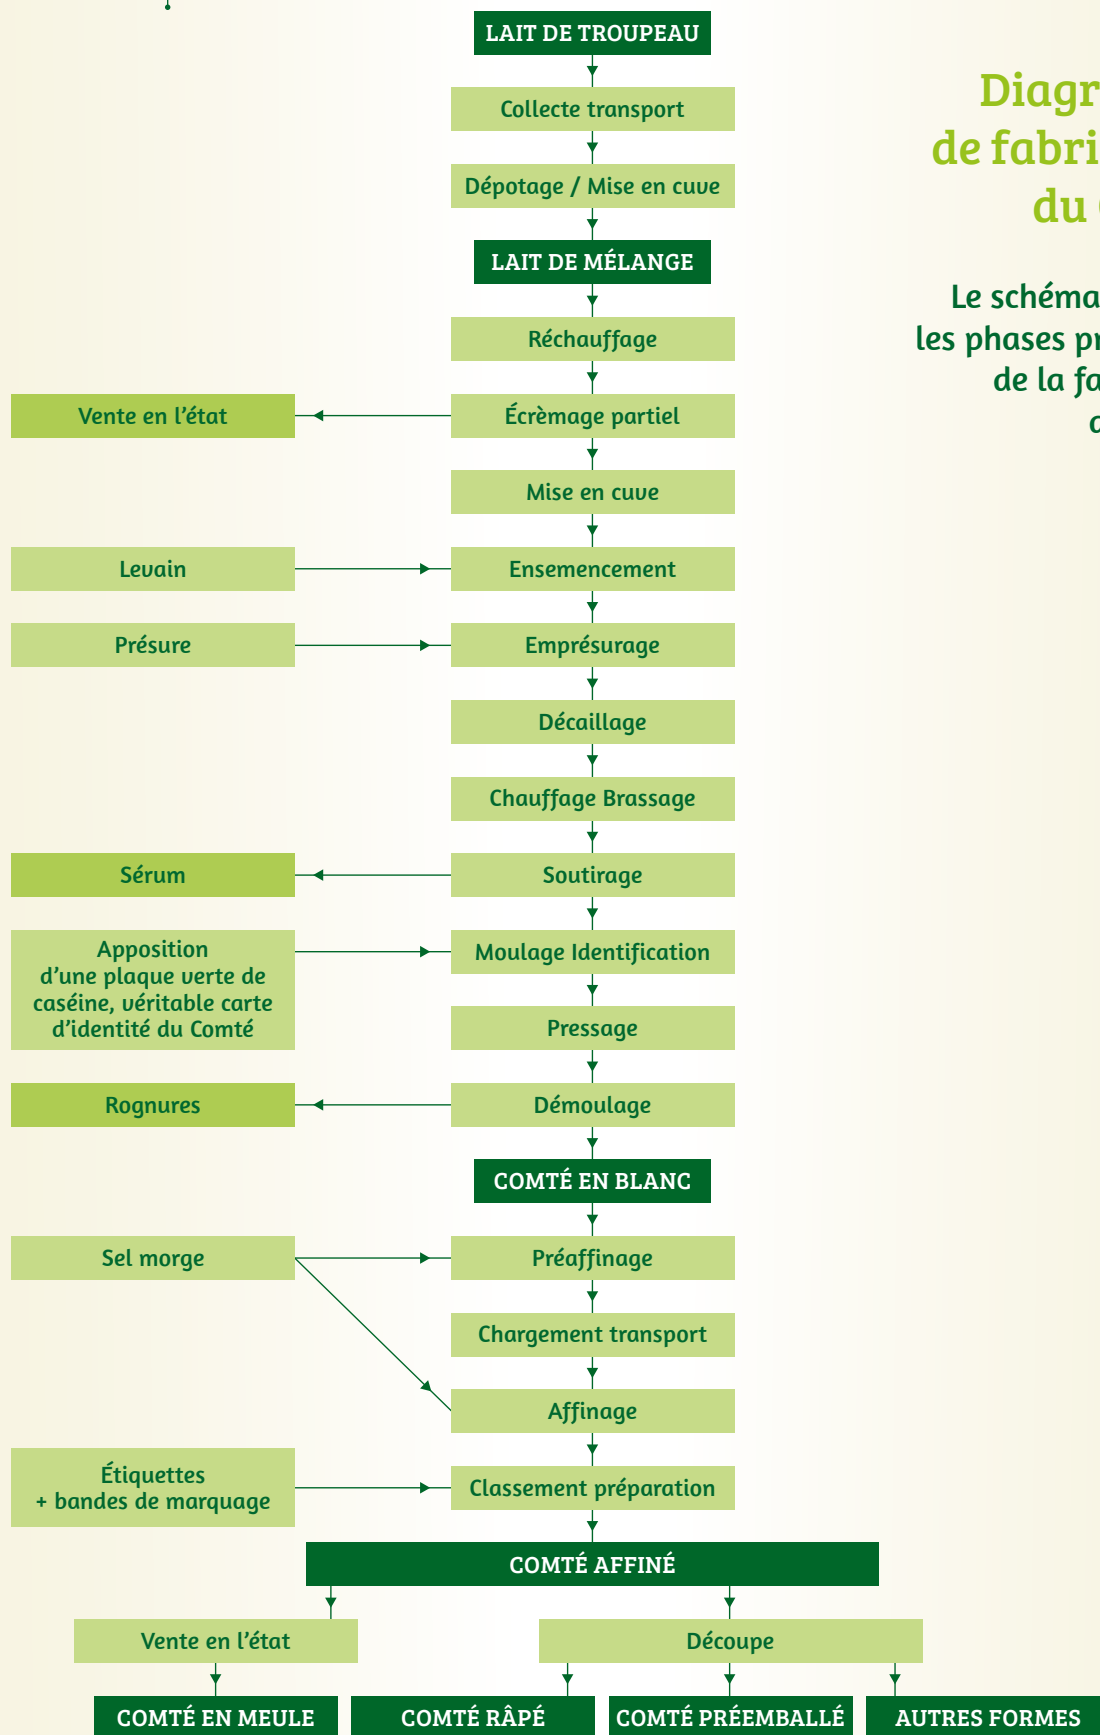 LAIT DE TROUPEAU
Collecte transport
Dépotage / Mise en cuve
LAIT DE MÉLANGE
Réchauffage
Vente en l'état
Écrèmage partiel
Mise en cuve
Levain
Ensemencement
Présure
Emprésurage
Décaillage
Chauffage Brassage
Sérum
Soutirage
Apposition
d'une plaque verte de
caséine, véritable carte
d'identité du Comté
Moulage Identification
Pressage
Rognures
Démoulage
COMTÉ EN BLANC
Sel morge
Préaffinage
Chargement transport
Affinage
Étiquettes
+ bandes de marquage
Classement préparation
COMTÉ AFFINÉ
Vente en l'état
Découpe
COMTÉ EN MEULE
COMTÉ RÂPÉ
COMTÉ PRÉEMBALLÉ
AUTRES FORMES
Diagr
de fabri
du
Le schéma
les phases pr
de la fa